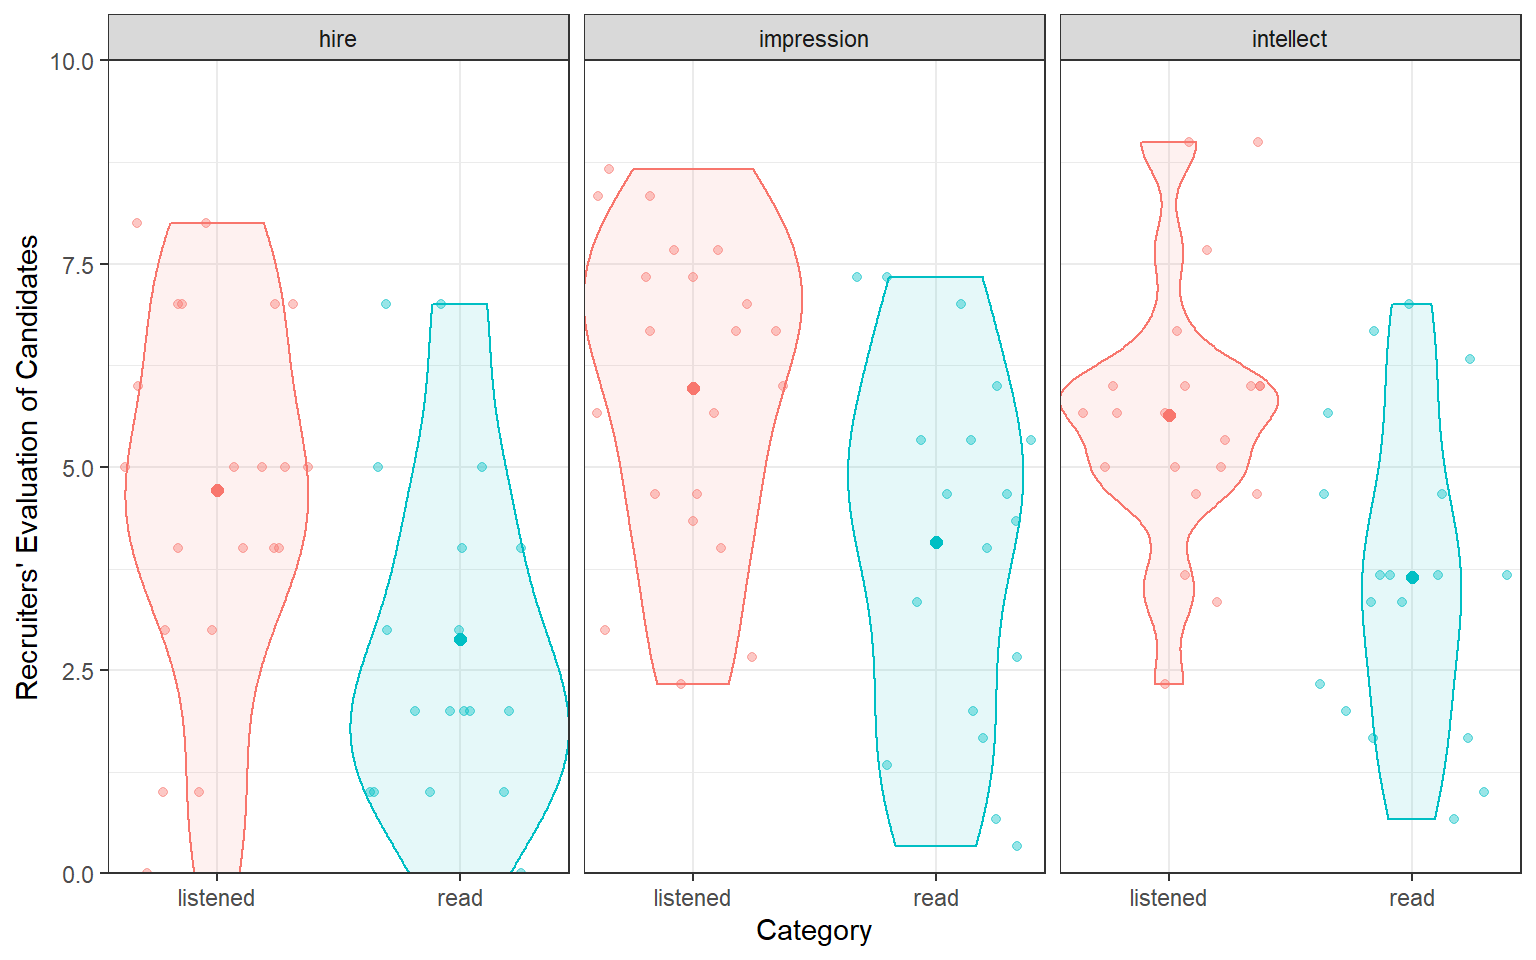 hire
impression
intellect
Recruiters' Evaluation of Candidates
10.0
7.5
5.0
2.5
0.0
listened
read
listened
read
listened
read
Category